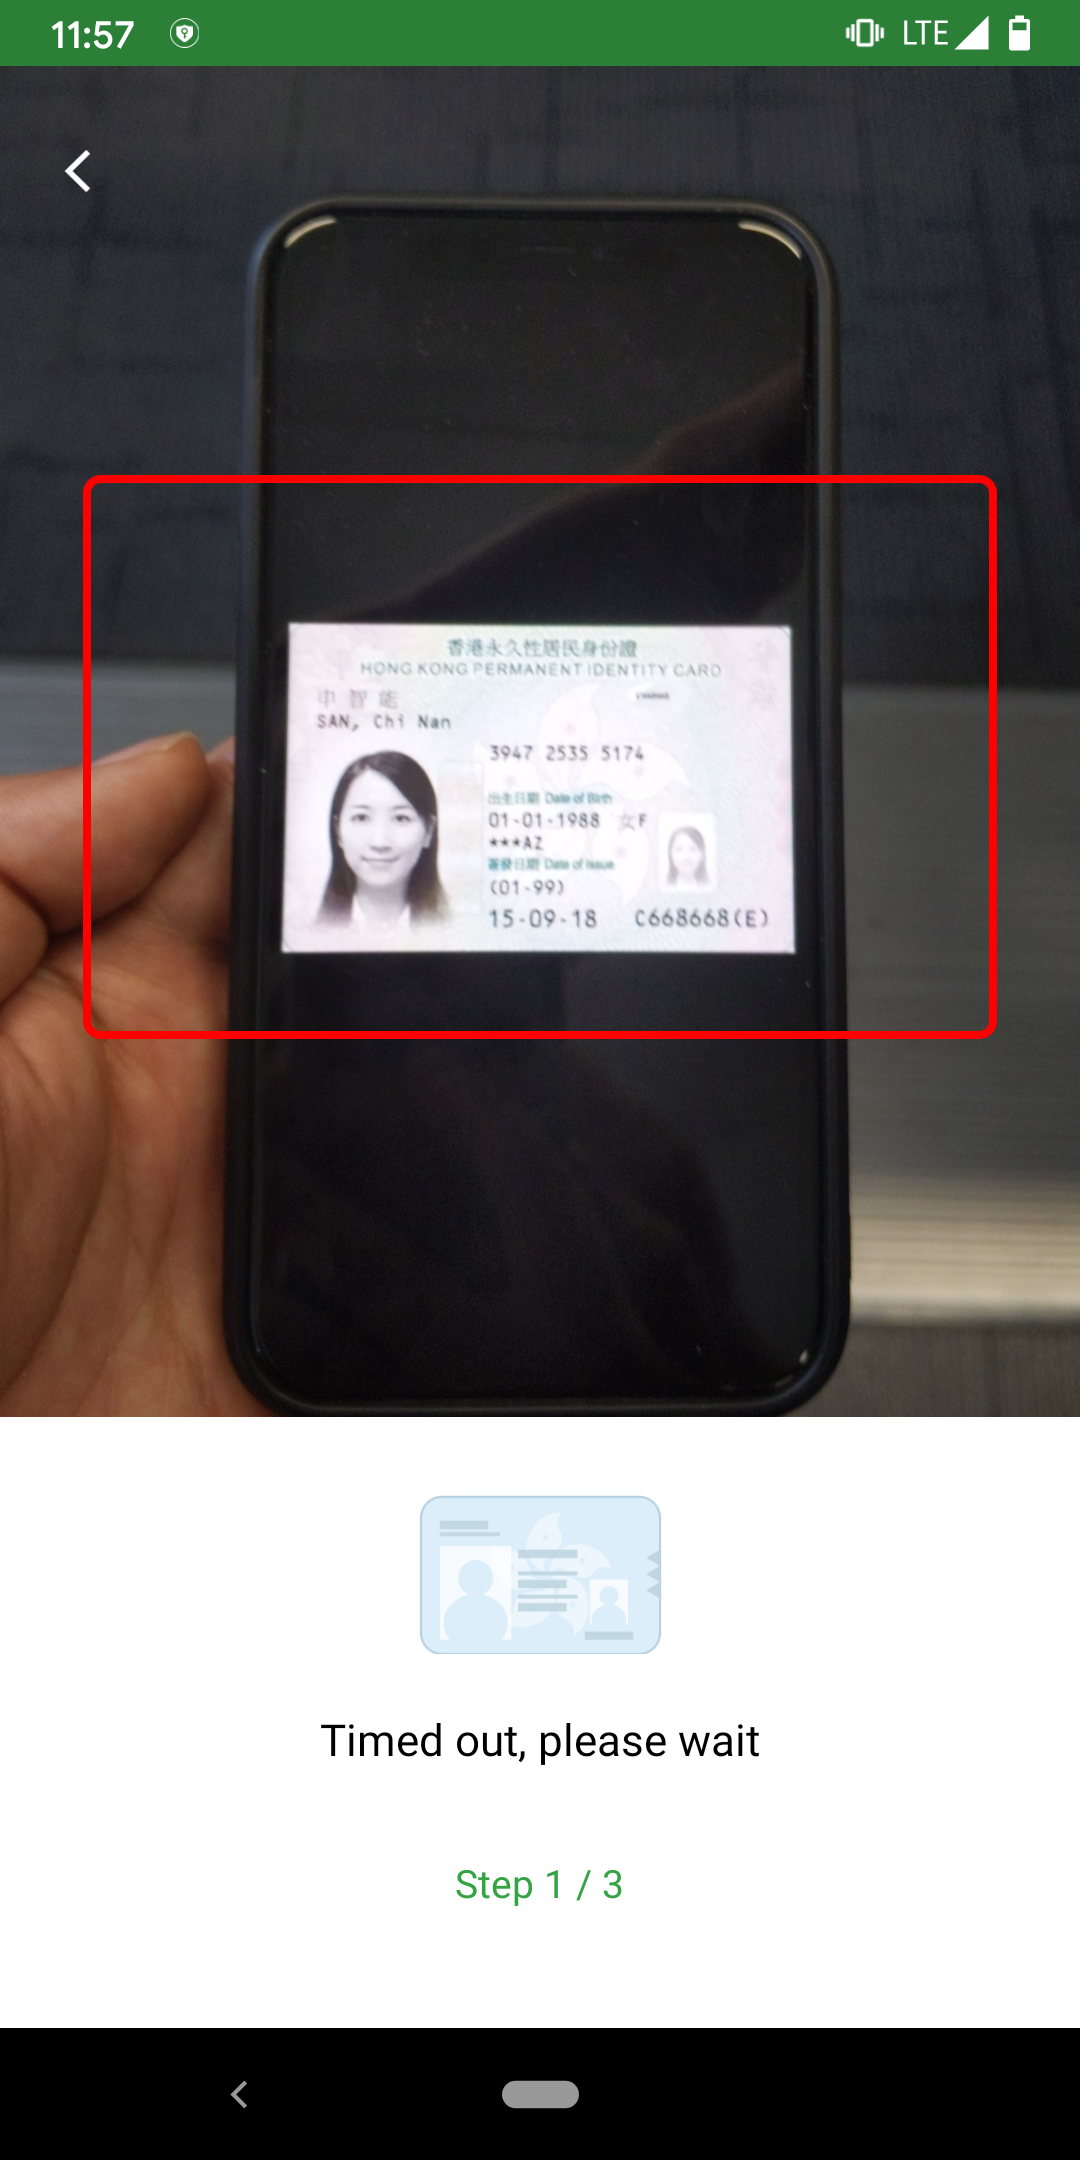 11:57
LTE
香港永久性居民身份證
HONG KONG PERMANENT IDENTITY CARD
中 智 能
SAN, Chi Nan
3947 2535 5174
出生日期 Date of Birth
01-01-1988 女F
***AZ
簽發日期 Date of Issue
(01-99)
15-09-18 C668668(E)
Timed out, please wait
Step 1 / 3